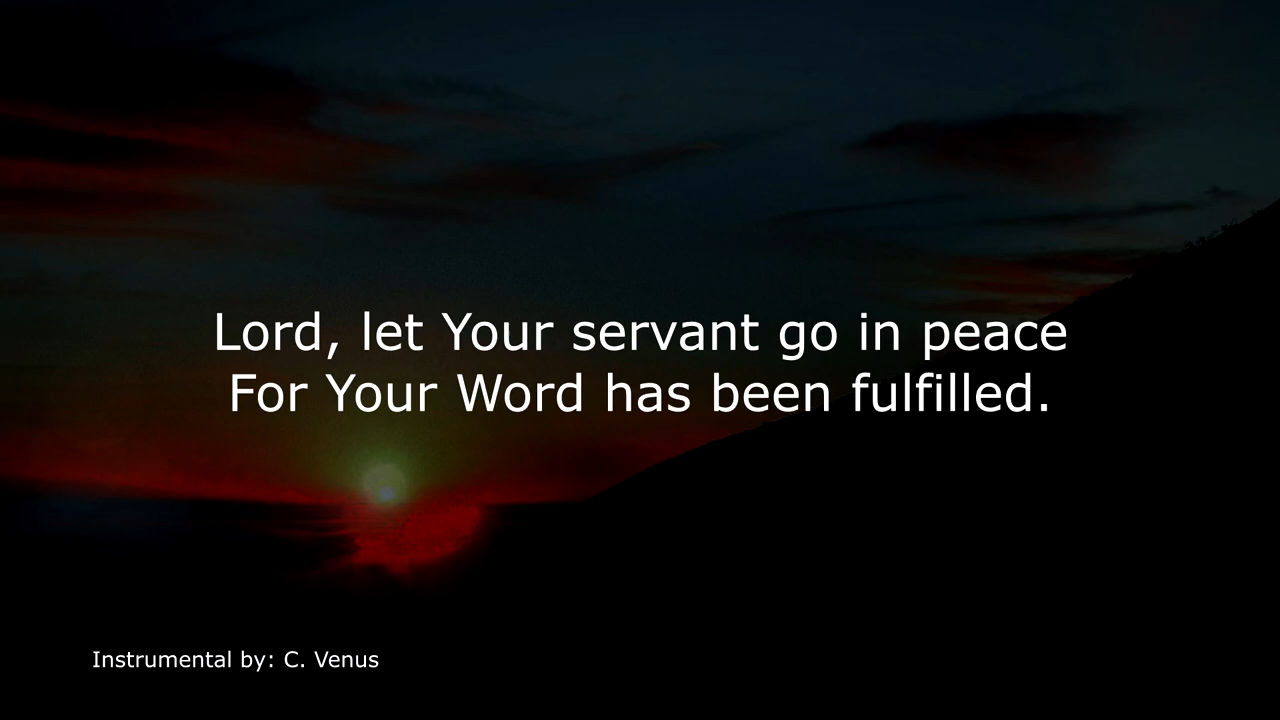 Lord, let Your servant go in peace
For Your Word has been fulfilled.
Instrumental by: C. Venus